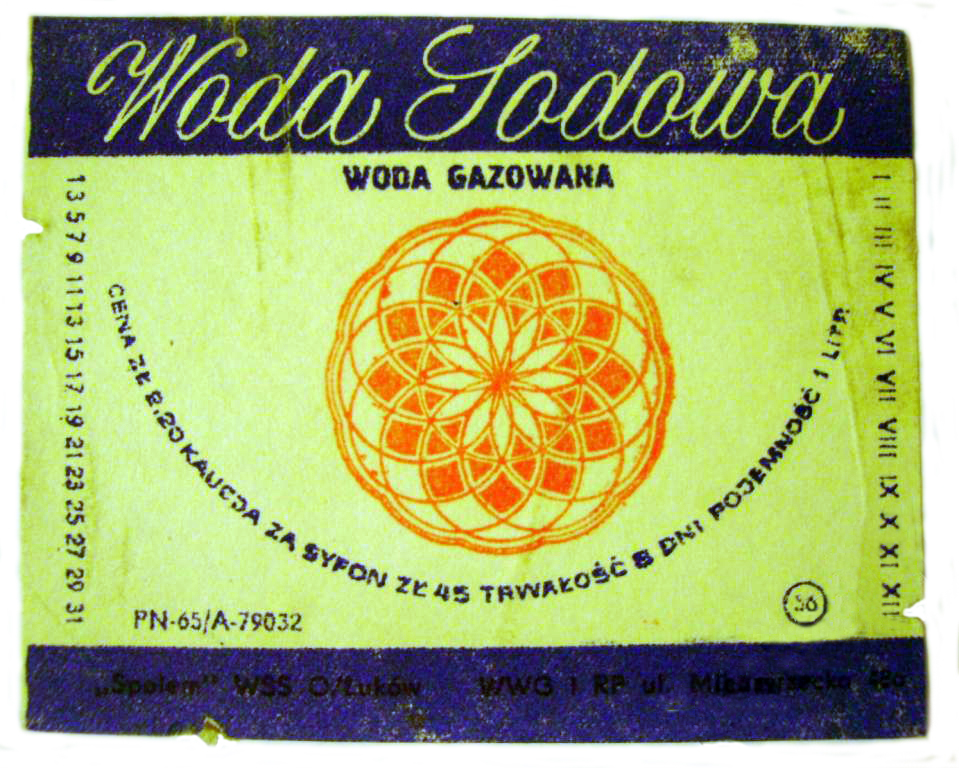 Woda Sodowa
WODA GAZOWANA
1 3 5 7 9 11 13 15 17 19 21 23 25 27 29 31
CENA ZŁ 2.20 KAUCJA ZA SYFON ZŁ 45 TRWAŁOŚĆ 8 DNI POJEMNOŚĆ 1 LITR
I II III IV V VI VII VIII IX X XI XII
PN-65/A-79032
36
„Społem" WSS O/Łuków WWG i RP ul.